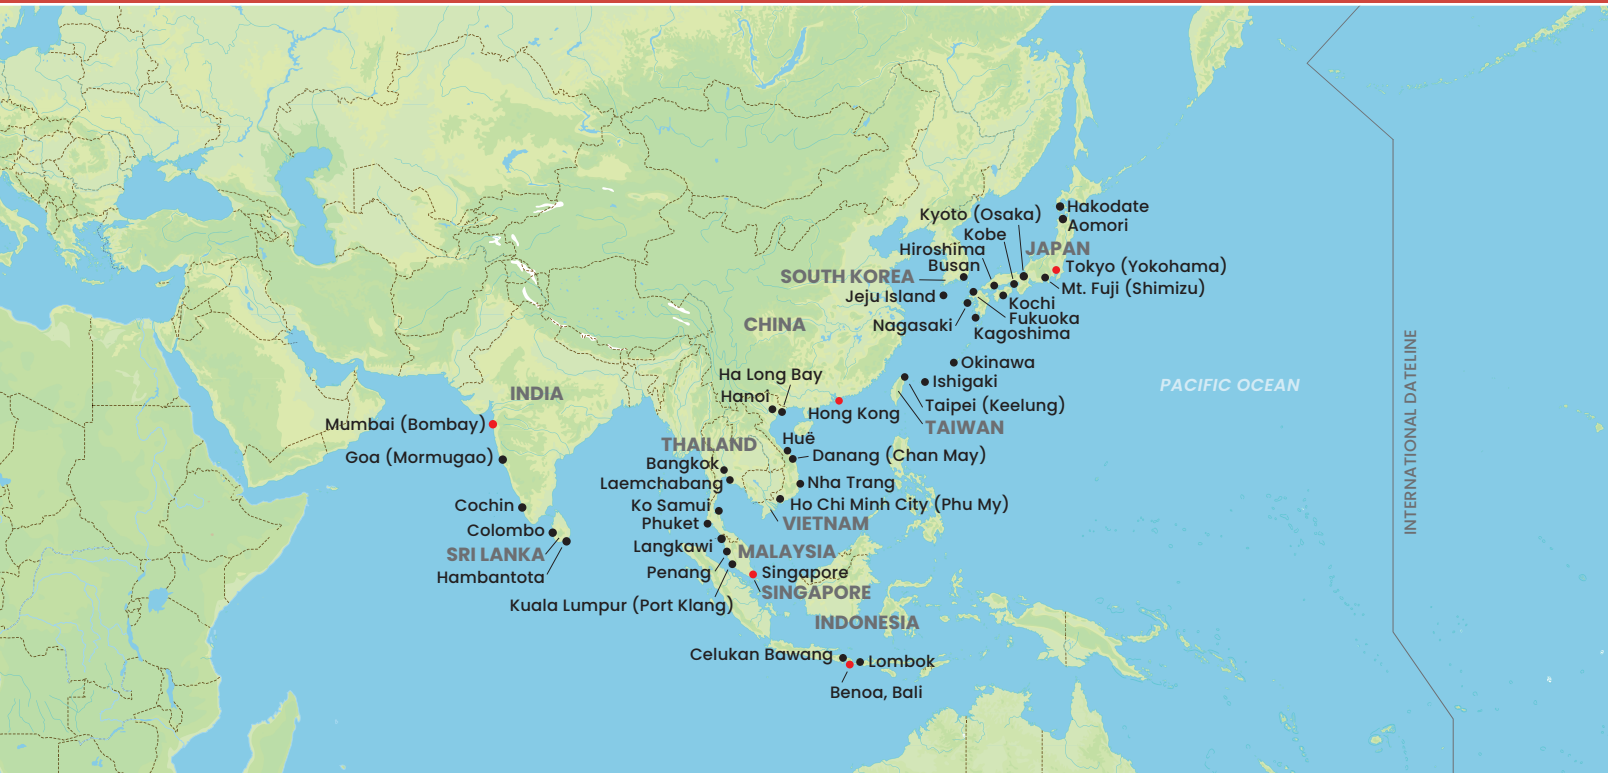 Hakodate
Kyoto (Osaka)
Aomori
Kobe
Hiroshima
JAPAN
Busan
Tokyo (Yokohama)
SOUTH KOREA
Mt. Fuji (Shimizu)
Jeju Island
Kochi
Fukuoka
CHINA
Nagasaki
Kagoshima
Okinawa
Ha Long Bay
Ishigaki
PACIFIC OCEAN
INTERNATIONAL DATELINE
INDIA
Hanoi
Taipei (Keelung)
Hong Kong
Mumbai (Bombay)
TAIWAN
Huë
THAILAND
Goa (Mormugao)
Danang (Chan May)
Bangkok
Laemchabang
Nha Trang
Cochin
Ko Samui
Ho Chi Minh City (Phu My)
Phuket
VIETNAM
Colombo
Langkawi
SRI LANKA
MALAYSIA
Hambantota
Penang
Singapore
SINGAPORE
Kuala Lumpur (Port Klang)
INDONESIA
Celukan Bawang
Lombok
Benoa, Bali